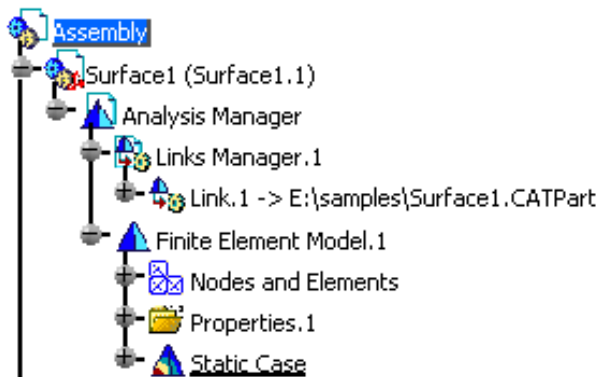 Assembly
Surface1 (Surface1.1)
Analysis Manager
Links Manager.1
Link.1 -> E:\samples\Surface1.CATPart
Finite Element Model.1
Nodes and Elements
Properties.1
Static Case